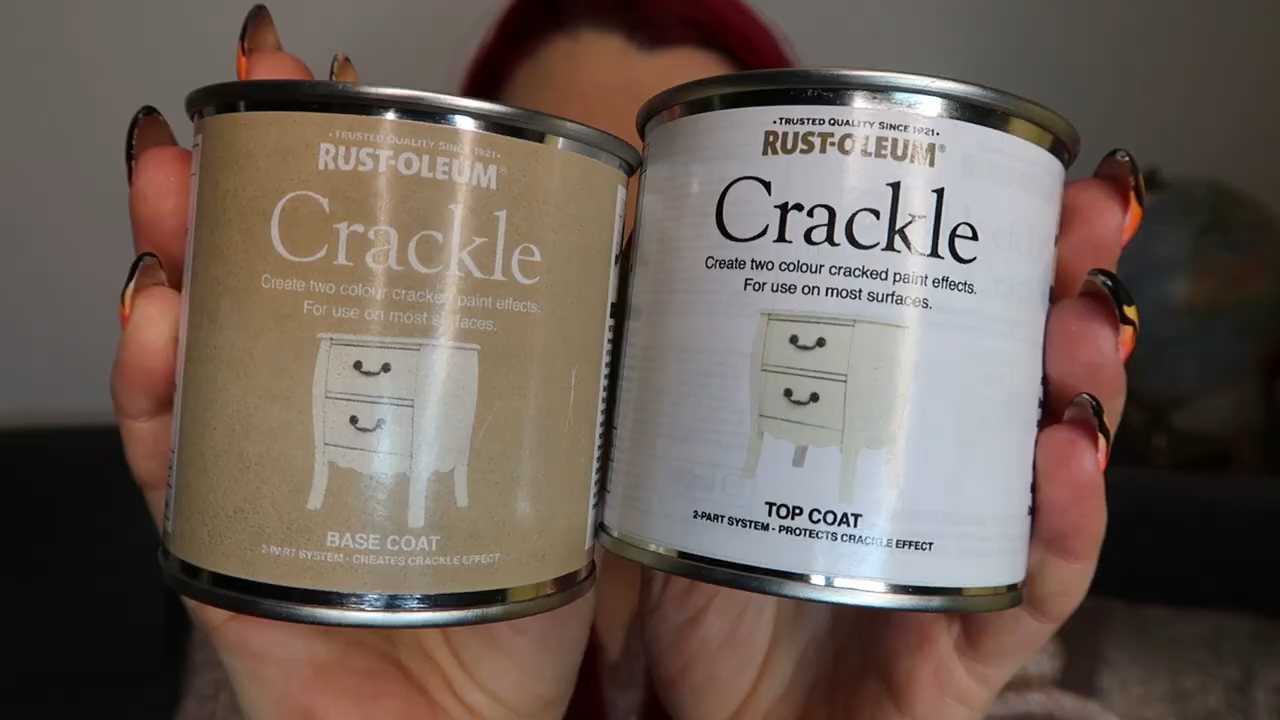 • TRUSTED QUALITY SINCE 1921 •
RUST-OLEUM®
Crackle
Create two colour cracked paint effects.
For use on most surfaces.
BASE COAT
2-PART SYSTEM - CREATES CRACKLE EFFECT
• TRUSTED QUALITY SINCE 1921 •
RUST-OLEUM®
Crackle
Create two colour cracked paint effects.
For use on most surfaces.
TOP COAT
2-PART SYSTEM - PROTECTS CRACKLE EFFECT